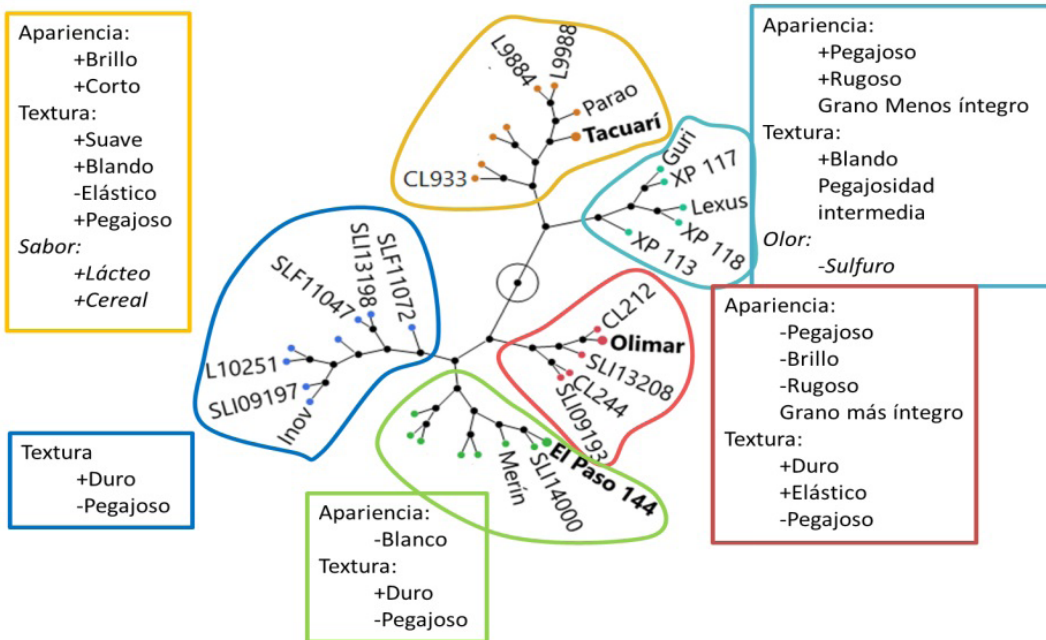 Apariencia:
+Brillo
+Corto
Textura:
+Suave
+Blando
-Elástico
+Pegajoso
Sabor:
+Lácteo
+Cereal
L9884
L9988
Parao
Tacuarí
CL933
Guri
XP 117
Lexus
XP 118
XP 113
Apariencia:
+Pegajoso
+Rugoso
Grano Menos íntegro
Textura:
+Blando
Pegajosidad
intermedia
Olor:
-Sulfuro
SLF11047
SLI13198
SLF11072
L10251
SLI09197
Inov
CL212
Olimar
SLI13208
CL244
SLI09193
Apariencia:
-Pegajoso
-Brillo
-Rugoso
Grano más íntegro
Textura:
+Duro
+Elástico
-Pegajoso
Textura
+Duro
-Pegajoso
Merín
SLI14000
El Paso 144
Apariencia:
-Blanco
Textura:
+Duro
-Pegajoso